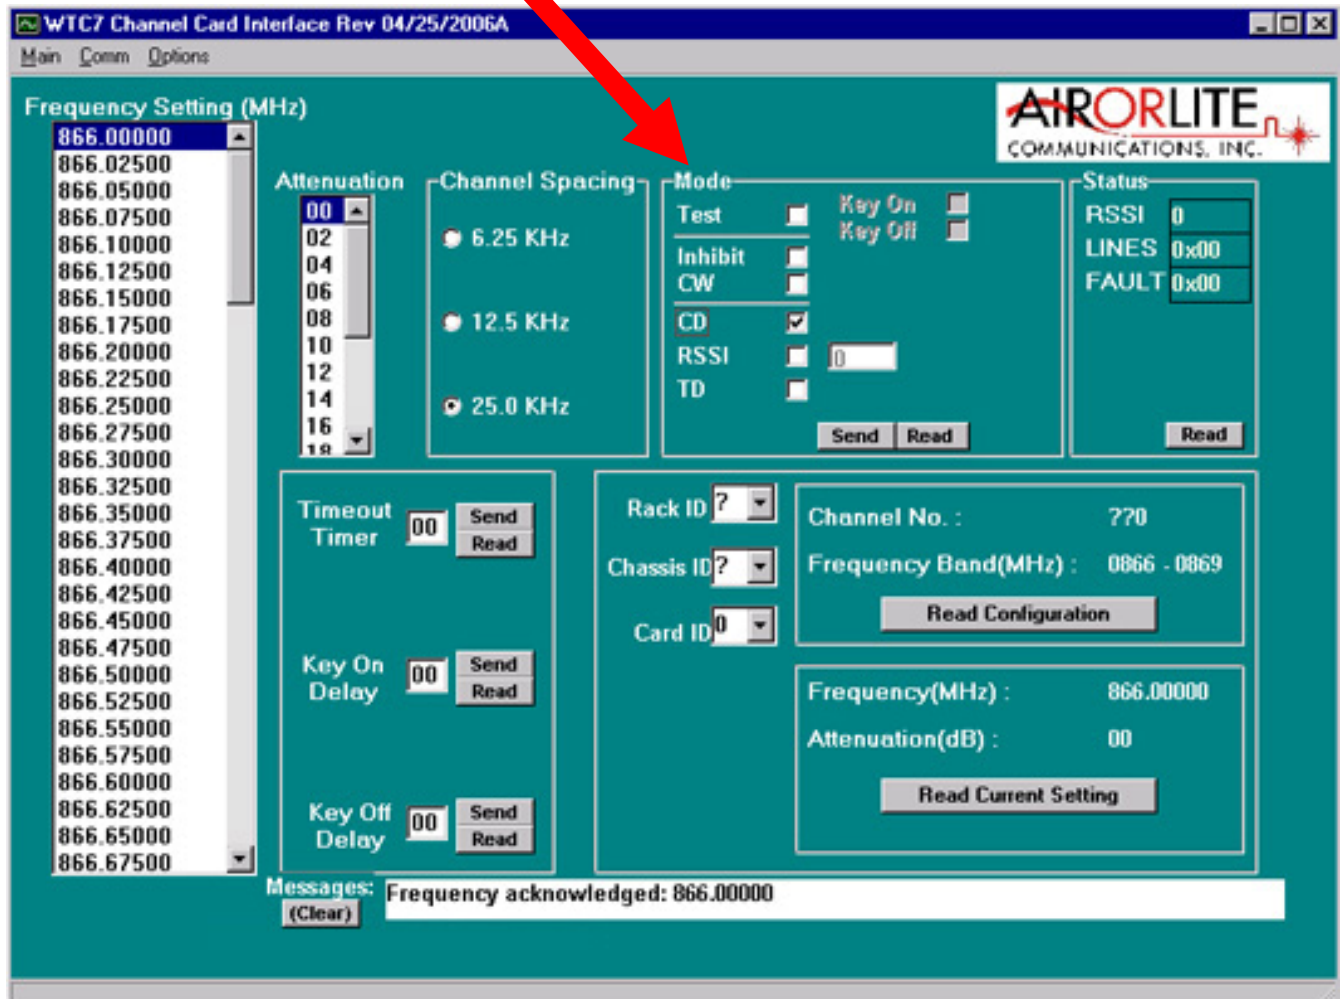 WTC7 Channel Card Interface Rev 04/25/2006A
Main Comm Options
AIRORLITE
COMMUNICATIONS, INC.
Frequency Setting (MHz)
866.00000
866.02500
866.05000
866.07500
866.10000
866.12500
866.15000
866.17500
866.20000
866.22500
866.25000
866.27500
866.30000
866.32500
866.35000
866.37500
866.40000
866.42500
866.45000
866.47500
866.50000
866.52500
866.55000
866.57500
866.60000
866.62500
866.65000
866.67500
Attenuation
00
02
04
06
08
10
12
14
16
18
Channel Spacing
6.25 KHz
12.5 KHz
25.0 KHz
Mode
Test
Key On
Key Off
Inhibit
CW
CD
RSSI 0
TD
Send Read
Status
RSSI 0
LINES 0x00
FAULT 0x00
Read
Timeout
Timer
00
Send
Read
Key On
Delay
00
Send
Read
Key Off
Delay
00
Send
Read
Rack ID ?
Chassis ID ?
Card ID 0
Channel No. : ??0
Frequency Band(MHz) : 0866 - 0869
Read Configuration
Frequency(MHz) : 866.00000
Attenuation(dB) : 00
Read Current Setting
Messages: Frequency acknowledged: 866.00000
(Clear)